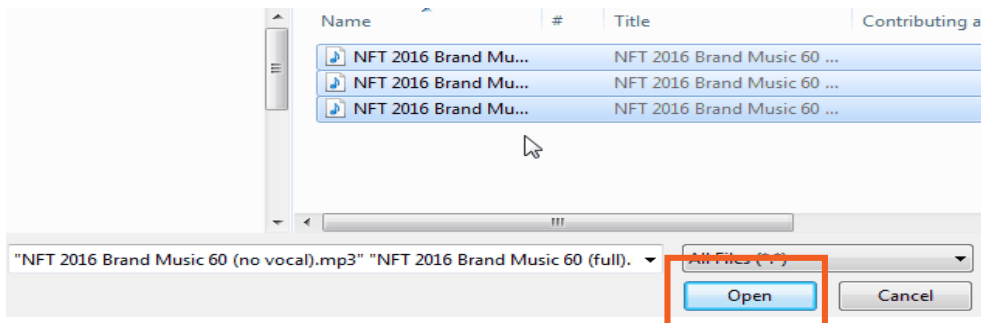 Name # Title Contributing a
NFT 2016 Brand Mu... NFT 2016 Brand Music 60 ...
NFT 2016 Brand Mu... NFT 2016 Brand Music 60 ...
NFT 2016 Brand Mu... NFT 2016 Brand Music 60 ...
"NFT 2016 Brand Music 60 (no vocal).mp3" "NFT 2016 Brand Music 60 (full). All Files (*.*)
Open Cancel